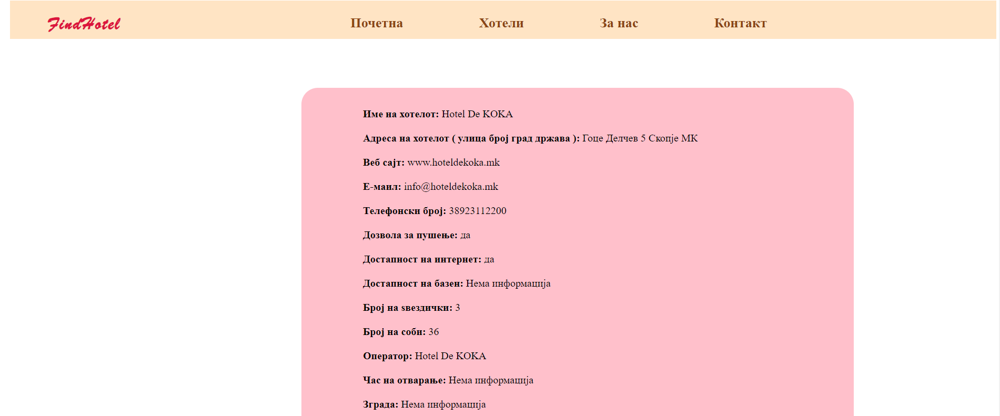 FindHotel Почетна Хотели За нас Контакт
Име на хотелот: Hotel De KOKA
Адреса на хотелот ( улица број град држава ): Гоце Делчев 5 Скопје МК
Веб сајт: www.hoteldekoka.mk
Е-маил: info@hoteldekoka.mk
Телефонски број: 38923112200
Дозвола за пушење: да
Достапност на интернет: да
Достапност на базен: Нема информација
Број на ѕвездички: 3
Број на соби: 36
Оператор: Hotel De KOKA
Час на отварање: Нема информација
Зграда: Нема информација